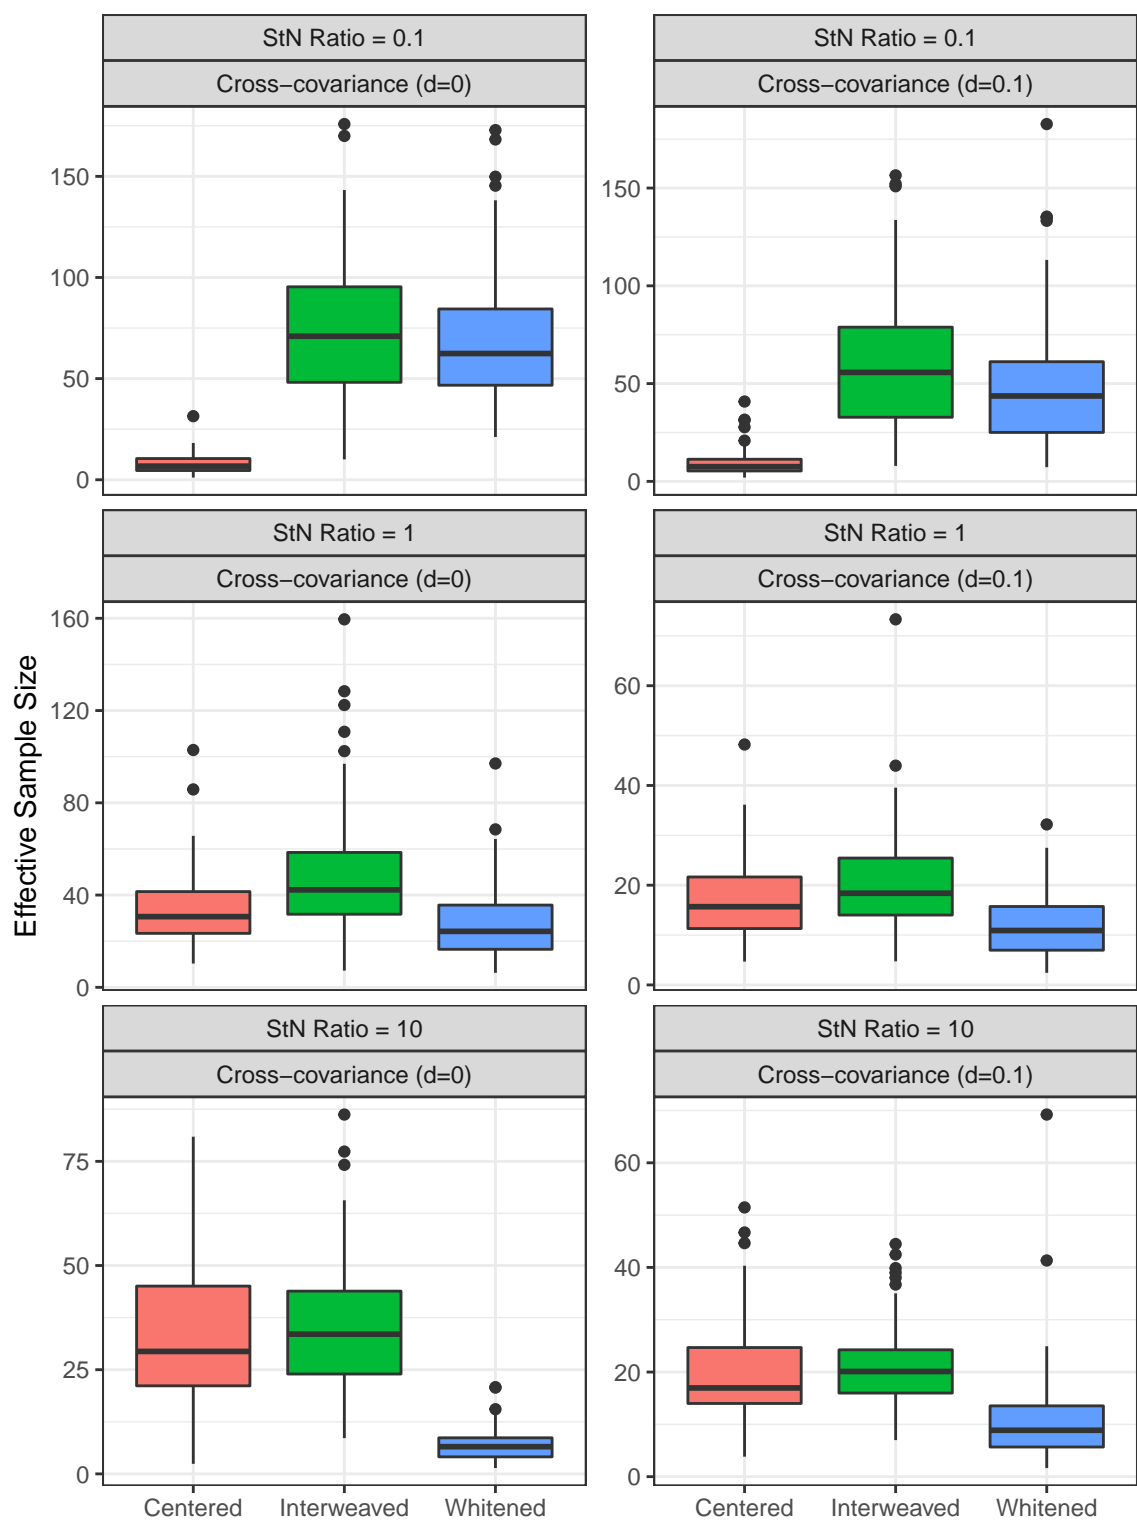 StN Ratio = 0.1
Cross−covariance (d=0)
150
100
50
0
StN Ratio = 0.1
Cross−covariance (d=0.1)
150
100
50
0
StN Ratio = 1
Cross−covariance (d=0)
160
120
80
40
0
StN Ratio = 1
Cross−covariance (d=0.1)
60
40
20
0
Effective Sample Size
StN Ratio = 10
Cross−covariance (d=0)
75
50
25
0
Centered Interweaved Whitened
StN Ratio = 10
Cross−covariance (d=0.1)
60
40
20
0
Centered Interweaved Whitened